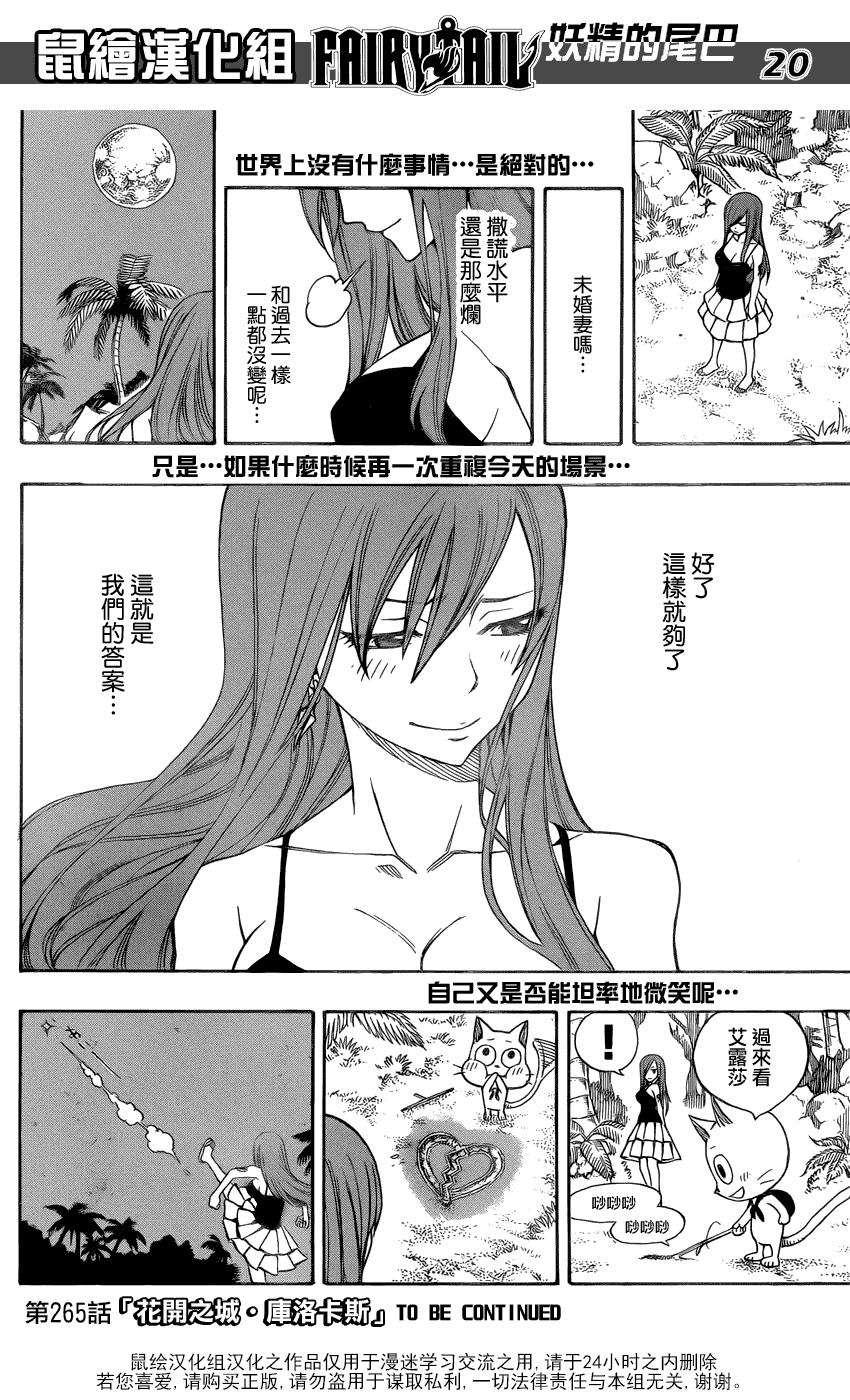 鼠繪漢化組
FAIRY TAIL
妖精的尾巴
20
世界上沒有什麼事情…是絕對的…
未婚妻嗎…
撒謊水平
還是那麼爛
和過去一樣
一點都沒變呢…
只是…如果什麼時候再一次重複今天的場景…
好了
這樣就夠了
這就是
我們的答案…
自己又是否能坦率地微笑呢…
過來看
艾露莎
!
唦唦唦
唦唦唦
第265話「花開之城・庫洛卡斯」TO BE CONTINUED
鼠绘汉化组汉化之作品仅用于漫迷学习交流之用,请于24小时之内删除
若您喜爱,请购买正版,请勿盗用于谋取私利,一切法律责任与本组无关,谢谢。